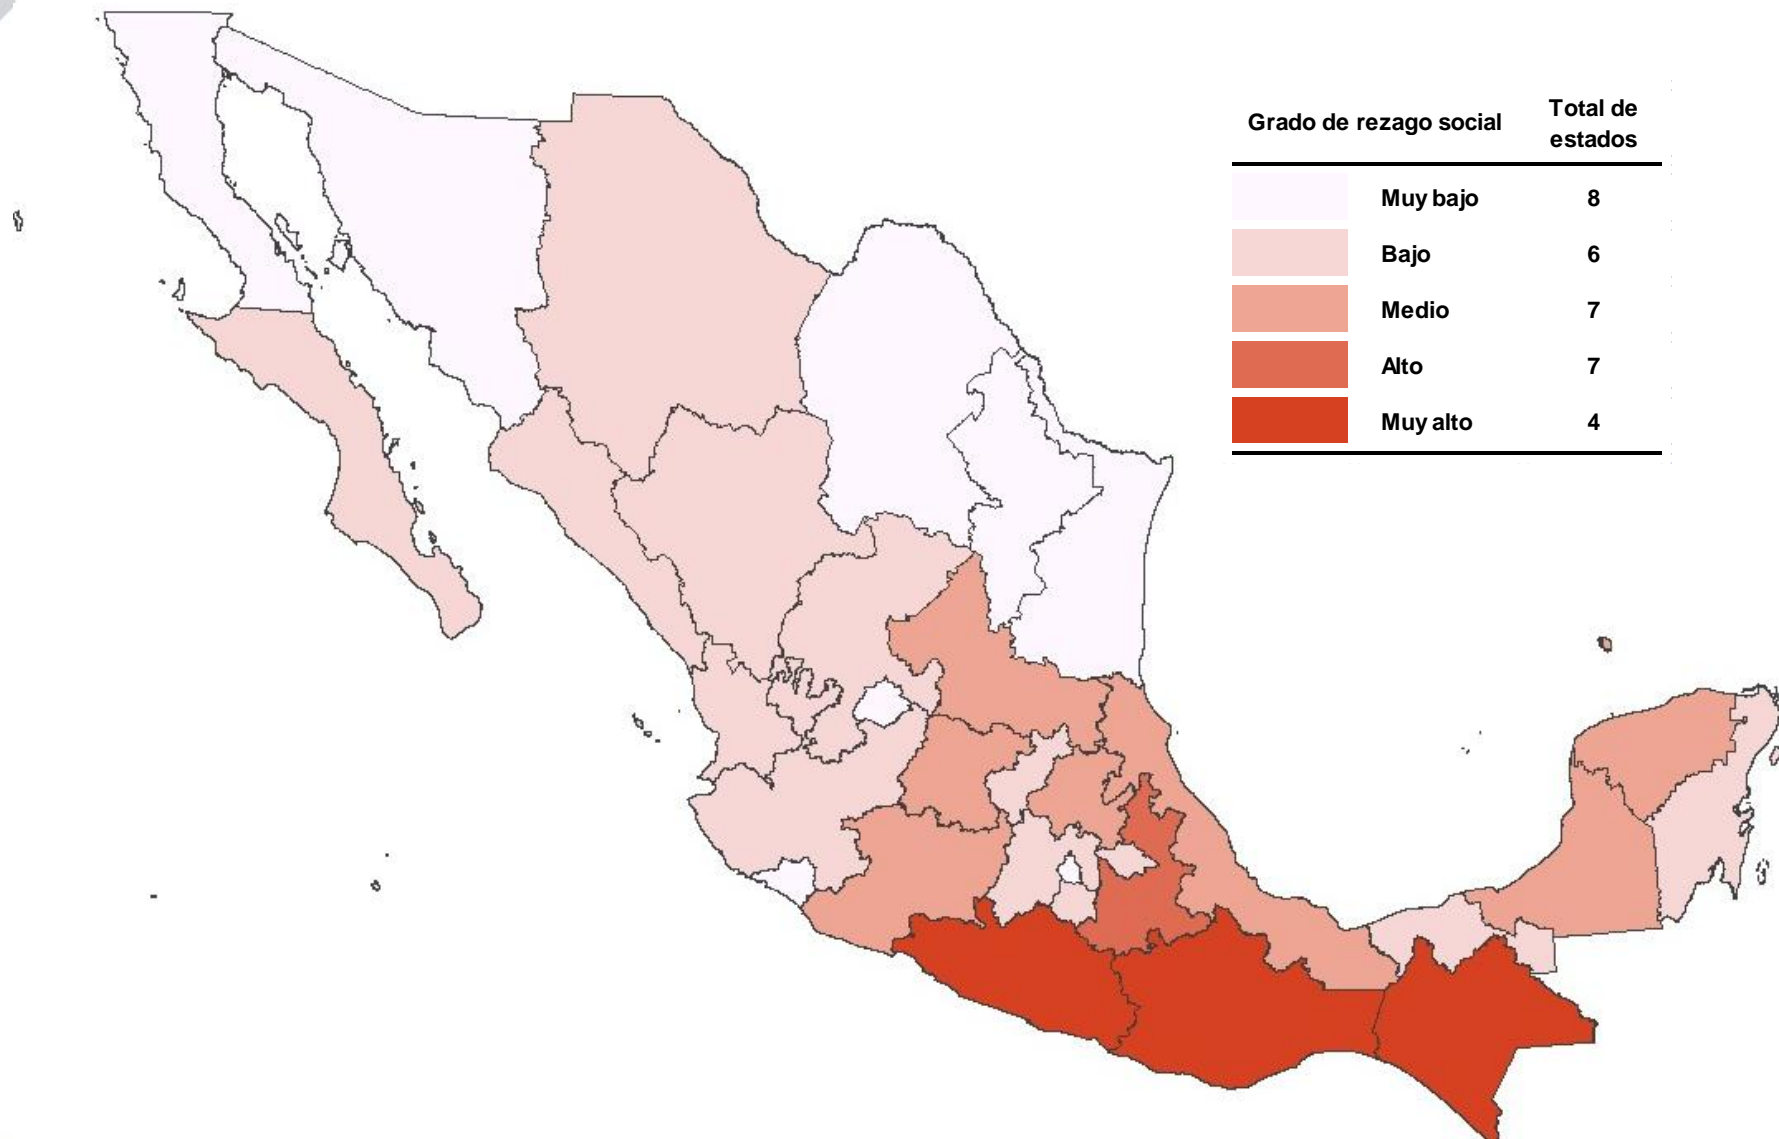 Grado de rezago social Total de
estados
Muy bajo 8
Bajo 6
Medio 7
Alto 7
Muy alto 4